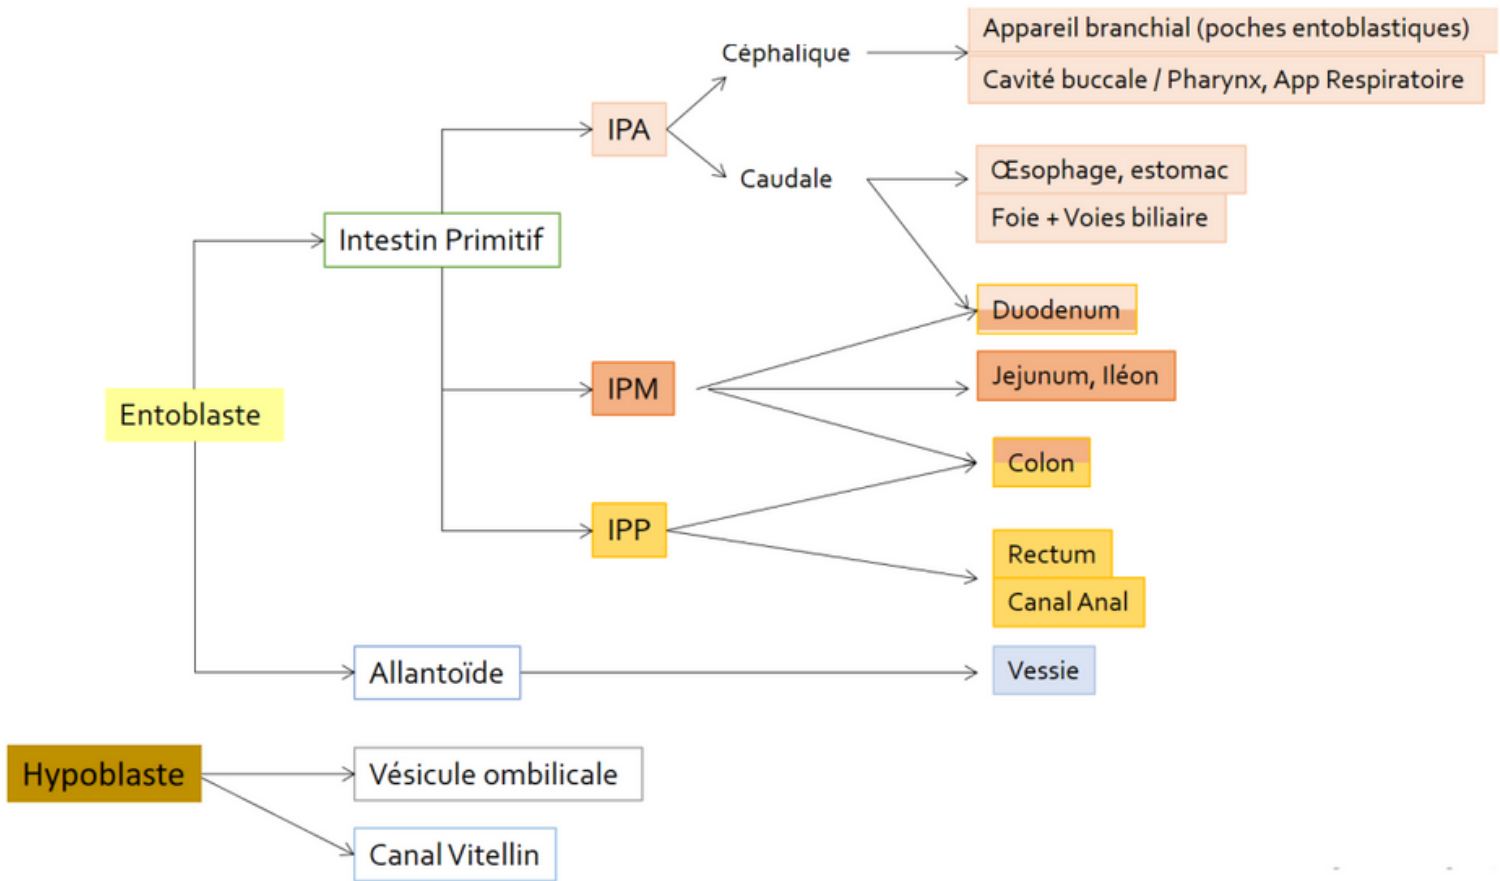 Céphalique
Appareil branchial (poches entoblastiques)
Cavité buccale / Pharynx, App Respiratoire
IPA
Caudale
Œsophage, estomac
Foie + Voies biliaire
Intestin Primitif
Duodenum
IPM
Jejunum, Iléon
Entoblaste
Colon
IPP
Rectum
Canal Anal
Allantoïde
Vessie
Hypoblaste
Vésicule ombilicale
Canal Vitellin